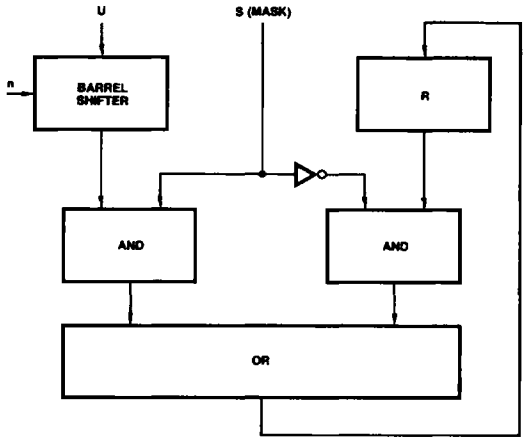 U
S (MASK)
n
BARREL
SHIFTER
R
AND
AND
OR